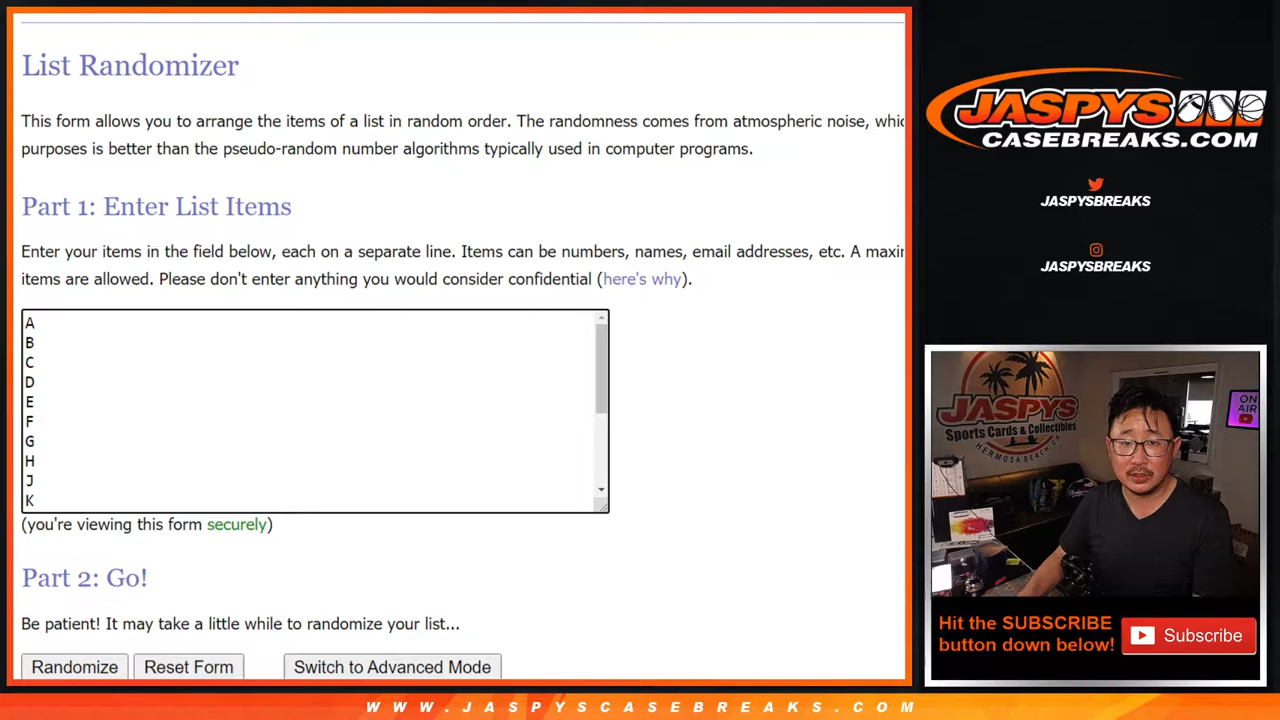 List Randomizer
This form allows you to arrange the items of a list in random order. The randomness comes from atmospheric noise, whic
purposes is better than the pseudo-random number algorithms typically used in computer programs.
Part 1: Enter List Items
Enter your items in the field below, each on a separate line. Items can be numbers, names, email addresses, etc. A maxi
items are allowed. Please don't enter anything you would consider confidential (here's why).
A
B
C
D
E
F
G
H
J
K
(you're viewing this form securely)
Part 2: Go!
Be patient! It may take a little while to randomize your list...
Randomize Reset Form Switch to Advanced Mode
JASPYS
CASEBREAKS.COM
JASPYSBREAKS
JASPYSBREAKS
JASPYS
Sports Cards & Collectibles
HERMOSA BEACH, CA
ON
AIR
Hit the SUBSCRIBE
button down below!
Subscribe
WWW.JASPYSCASEBREAKS.COM